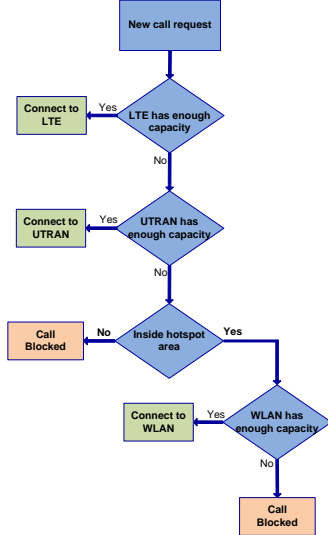 New call request
LTE has enough
capacity
Yes
Connect to
LTE
No
UTRAN has
enough capacity
Yes
Connect to
UTRAN
No
Inside hotspot
area
No
Call
Blocked
Yes
WLAN has
enough capacity
Yes
Connect to
WLAN
No
Call
Blocked